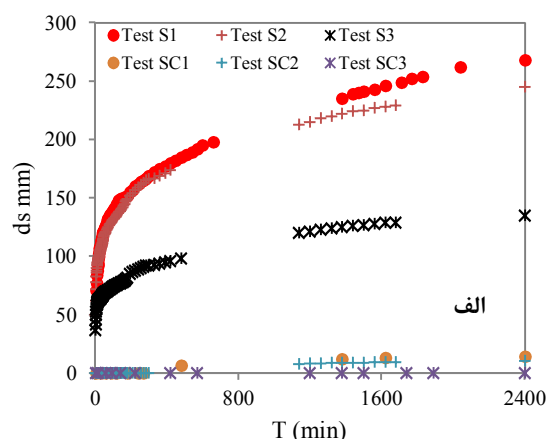 300
Test S1 Test S2 Test S3
Test SC1 Test SC2 Test SC3
250
200
150
100
50
0
ds mm
الف
0 800 1600 2400
T (min)